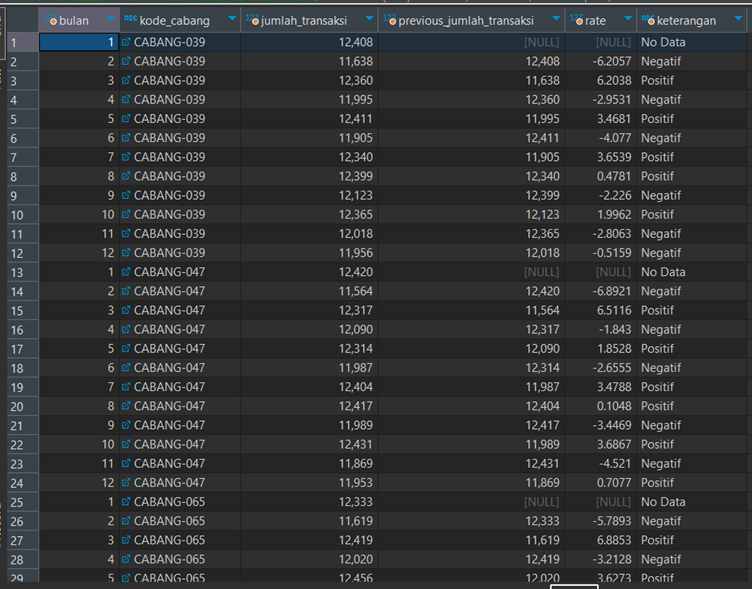 bulan kode_cabang jumlah_transaksi previous_jumlah_transaksi rate keterangan
1 1 CABANG-039 12,408 [NULL] [NULL] No Data
2 2 CABANG-039 11,638 12,408 -6.2057 Negatif
3 3 CABANG-039 12,360 11,638 6.2038 Positif
4 4 CABANG-039 11,995 12,360 -2.9531 Negatif
5 5 CABANG-039 12,411 11,995 3.4681 Positif
6 6 CABANG-039 11,905 12,411 -4.077 Negatif
7 7 CABANG-039 12,340 11,905 3.6539 Positif
8 8 CABANG-039 12,399 12,340 0.4781 Positif
9 9 CABANG-039 12,123 12,399 -2.226 Negatif
10 10 CABANG-039 12,365 12,123 1.9962 Positif
11 11 CABANG-039 12,018 12,365 -2.8063 Negatif
12 12 CABANG-039 11,956 12,018 -0.5159 Negatif
13 1 CABANG-047 12,420 [NULL] [NULL] No Data
14 2 CABANG-047 11,564 12,420 -6.8921 Negatif
15 3 CABANG-047 12,317 11,564 6.5116 Positif
16 4 CABANG-047 12,090 12,317 -1.843 Negatif
17 5 CABANG-047 12,314 12,090 1.8528 Positif
18 6 CABANG-047 11,987 12,314 -2.6555 Negatif
19 7 CABANG-047 12,404 11,987 3.4788 Positif
20 8 CABANG-047 12,417 12,404 0.1048 Positif
21 9 CABANG-047 11,989 12,417 -3.4469 Negatif
22 10 CABANG-047 12,431 11,989 3.6867 Positif
23 11 CABANG-047 11,869 12,431 -4.521 Negatif
24 12 CABANG-047 11,953 11,869 0.7077 Positif
25 1 CABANG-065 12,333 [NULL] [NULL] No Data
26 2 CABANG-065 11,619 12,333 -5.7893 Negatif
27 3 CABANG-065 12,419 11,619 6.8853 Positif
28 4 CABANG-065 12,020 12,419 -3.2128 Negatif
29 5 CABANG-065 12,456 12,020 3.6273 Positif